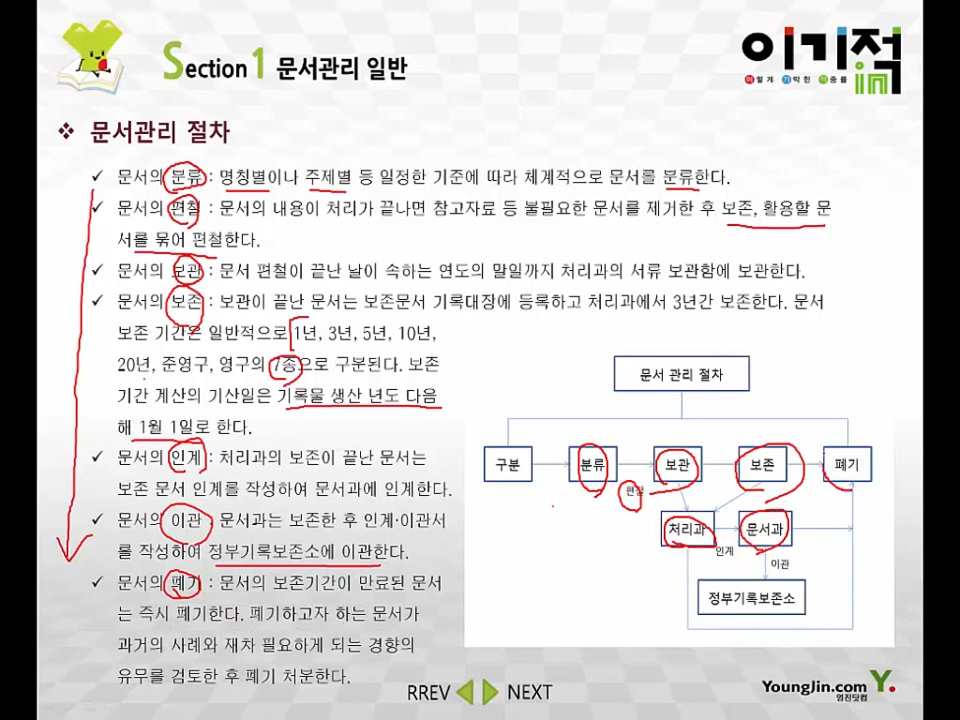 Section 1 문서관리 일반
이기적in
이렇게 기막힌 적중률
❖ 문서관리 절차
✓ 문서의 분류 : 명칭별이나 주제별 등 일정한 기준에 따라 체계적으로 문서를 분류한다.
✓ 문서의 편철 : 문서의 내용이 처리가 끝나면 참고자료 등 불필요한 문서를 제거한 후 보존, 활용할 문
서를 묶어 편철한다.
✓ 문서의 보관 : 문서 편철이 끝난 날이 속하는 연도의 말일까지 처리과의 서류 보관함에 보관한다.
✓ 문서의 보존 : 보관이 끝난 문서는 보존문서 기록대장에 등록하고 처리과에서 3년간 보존한다. 문서
보존 기간은 일반적으로 1년, 3년, 5년, 10년,
20년, 준영구, 영구의 7종으로 구분된다. 보존
기간 계산의 기산일은 기록물 생산 년도 다음
해 1월 1일로 한다.
✓ 문서의 인계 : 처리과의 보존이 끝난 문서는
보존 문서 인계를 작성하여 문서과에 인계한다.
✓ 문서의 이관 : 문서과는 보존한 후 인계·이관서
를 작성하여 정부기록보존소에 이관한다.
✓ 문서의 폐기 : 문서의 보존기간이 만료된 문서
는 즉시 폐기한다. 폐기하고자 하는 문서가
과거의 사례와 재차 필요하게 되는 경향의
유무를 검토한 후 폐기 처분한다.
문서 관리 절차
구분
분류
보관
보존
폐기
편철
처리과
문서과
인계
이관
정부기록보존소
RREV
NEXT
YoungJin.com Y.
영진닷컴